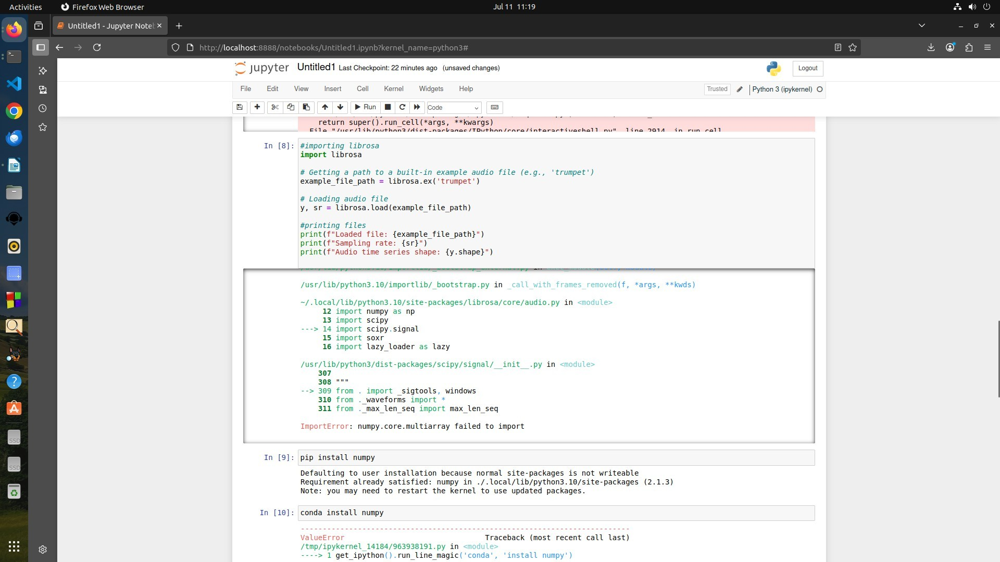 Activities
Firefox Web Browser
Jul 11 11:19
Untitled1 - Jupyter Note
http://localhost:8888/notebooks/Untitled1.ipynb?kernel_name=python3#
jupyter Untitled1 Last Checkpoint: 22 minutes ago (unsaved changes)
Logout
File Edit View Insert Cell Kernel Widgets Help
Trusted
Python 3 (ipykernel)
Run
Code
return super().run_cell(*args, **kwargs)
File "/usr/lib/python3/dist-packages/IPython/core/interactiveshell.py", line 2914, in run_cell
In [8]:
#importing librosa
import librosa
# Getting a path to a built-in example audio file (e.g., 'trumpet')
example_file_path = librosa.ex('trumpet')
# Loading audio file
y, sr = librosa.load(example_file_path)
#printing files
print(f"Loaded file: {example_file_path}")
print(f"Sampling rate: {sr}")
print(f"Audio time series shape: {y.shape}")
/usr/lib/python3.10/importlib/_bootstrap.py in _call_with_frames_removed(f, *args, **kwds)
~/.local/lib/python3.10/site-packages/librosa/core/audio.py in <module>
12 import numpy as np
13 import scipy
---> 14 import scipy.signal
15 import soxr
16 import lazy_loader as lazy
/usr/lib/python3/dist-packages/scipy/signal/__init__.py in <module>
307
308 """
--> 309 from . import _sigtools, windows
310 from ._waveforms import *
311 from ._max_len_seq import max_len_seq
ImportError: numpy.core.multiarray failed to import
In [9]: pip install numpy
Defaulting to user installation because normal site-packages is not writeable
Requirement already satisfied: numpy in ./.local/lib/python3.10/site-packages (2.1.3)
Note: you may need to restart the kernel to use updated packages.
In [10]: conda install numpy
---------------------------------------------------------------------------
ValueError Traceback (most recent call last)
/tmp/ipykernel_14184/963938191.py in <module>
----> 1 get_ipython().run_line_magic('conda', 'install numpy')
SSD
SSD